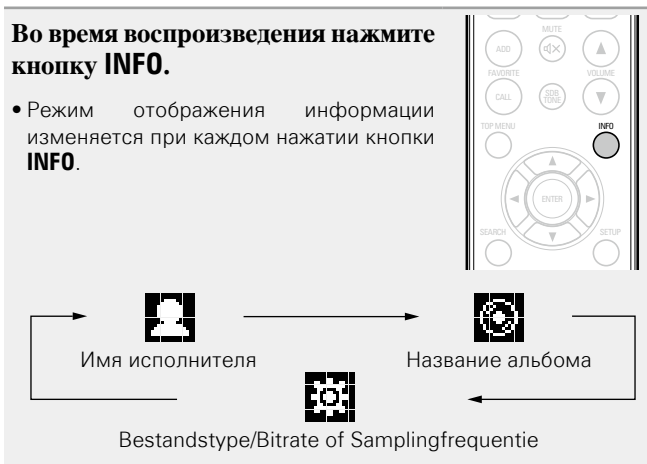 Во время воспроизведения нажмите
кнопку INFO.
• Режим отображения информации
изменяется при каждом нажатии кнопки
INFO.
MUTE
ADD
FAVORITE
VOLUME
CALL
SDB
TONE
TOP MENU
INFO
ENTER
SEARCH
SETUP
Имя исполнителя
Название альбома
Bestandstype/Bitrate of Samplingfrequentie